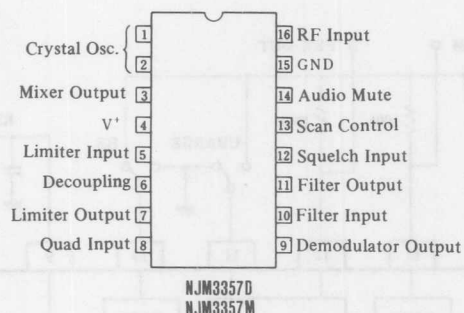 Crystal Osc.
1
2
Mixer Output 3
V+ 4
Limiter Input 5
Decoupling 6
Limiter Output 7
Quad Input 8
16 RF Input
15 GND
14 Audio Mute
13 Scan Control
12 Squelch Input
11 Filter Output
10 Filter Input
9 Demodulator Output
NJM3357D
NJM3357M